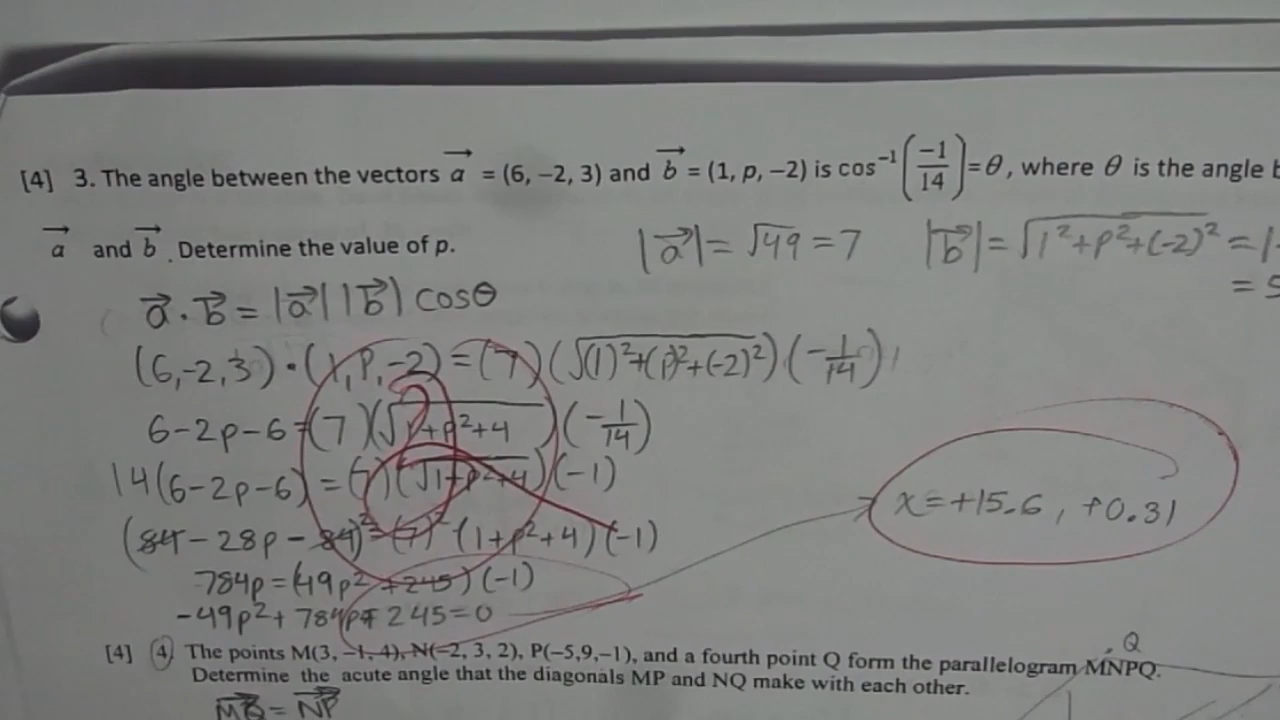 [4] 3. The angle between the vectors a⃗ = (6, −2, 3) and b⃗ = (1, p, −2) is cos⁻¹(−1/14) = θ, where θ is the angle b
a⃗ and b⃗. Determine the value of p.
|a⃗| = √49 = 7
|b⃗| = √1²+p²+(-2)² =
a⃗ · b⃗ = |a⃗| |b⃗| cosθ
(6,-2,3) · (1,P,-2) = (7) (√(1)²+(p)²+(-2)²) (-1/14)
6-2p-6 = (7)(√1+p²+4)(-1/14)
14(6-2p-6) = (7)(√1+p²+4)(-1)
(84-28p-84)² = (7)² (1+p²+4)(-1)
784p = (49p²+245)(-1)
-49p²+784p+245=0
x=+15.6, +0.31
[4] 4) The points M(3, −1, 4), N(−2, 3, 2), P(−5,9,−1), and a fourth point Q form the parallelogram MNPQ.
Determine the acute angle that the diagonals MP and NQ make with each other.
Q
MQ⃗ = NP⃗